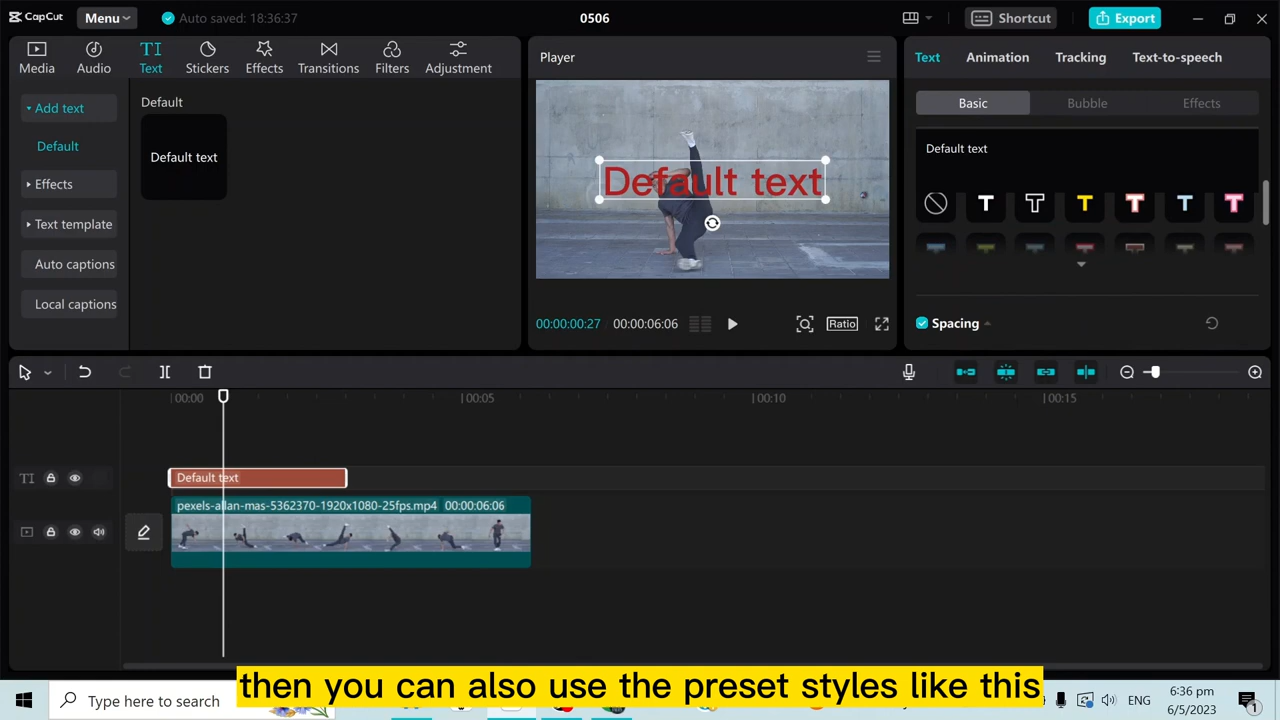 CapCut Menu Auto saved: 18:36:37 0506 Shortcut Export
Media Audio Text Stickers Effects Transitions Filters Adjustment
TI
Add text
Default
Effects
Text template
Auto captions
Local captions
Default
Default text
Player
Default text
00:00:00:27 00:00:06:06 Ratio
Text Animation Tracking Text-to-speech
Basic Bubble Effects
Default text
T T T T T T
Spacing
00:00 00:05 00:10 00:15
TI Default text
pexels-allan-mas-5362370-1920x1080-25fps.mp4 00:00:06:06
then you can also use the preset styles like this
Type here to search
ENG
6:36 pm
6/5/2023
1